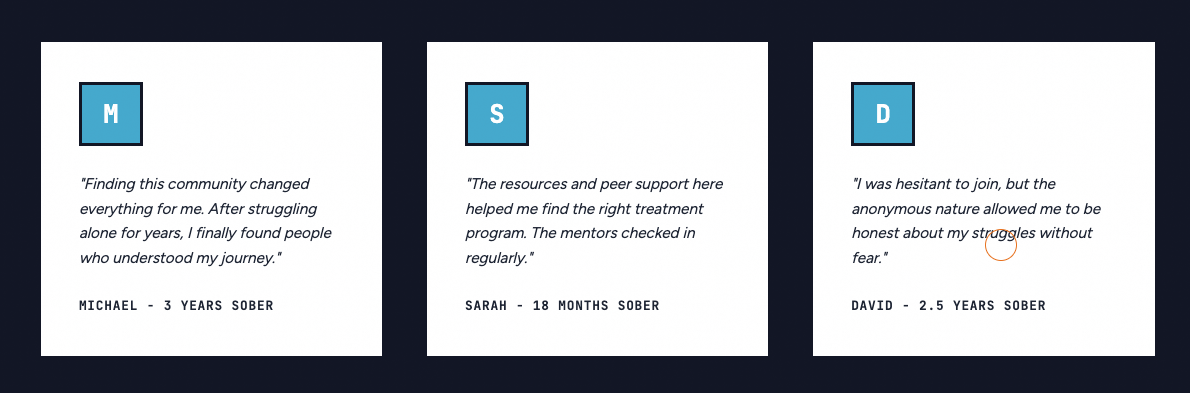 M
"Finding this community changed
everything for me. After struggling
alone for years, I finally found people
who understood my journey."
MICHAEL - 3 YEARS SOBER
S
"The resources and peer support here
helped me find the right treatment
program. The mentors checked in
regularly."
SARAH - 18 MONTHS SOBER
D
"I was hesitant to join, but the
anonymous nature allowed me to be
honest about my struggles without
fear."
DAVID - 2.5 YEARS SOBER